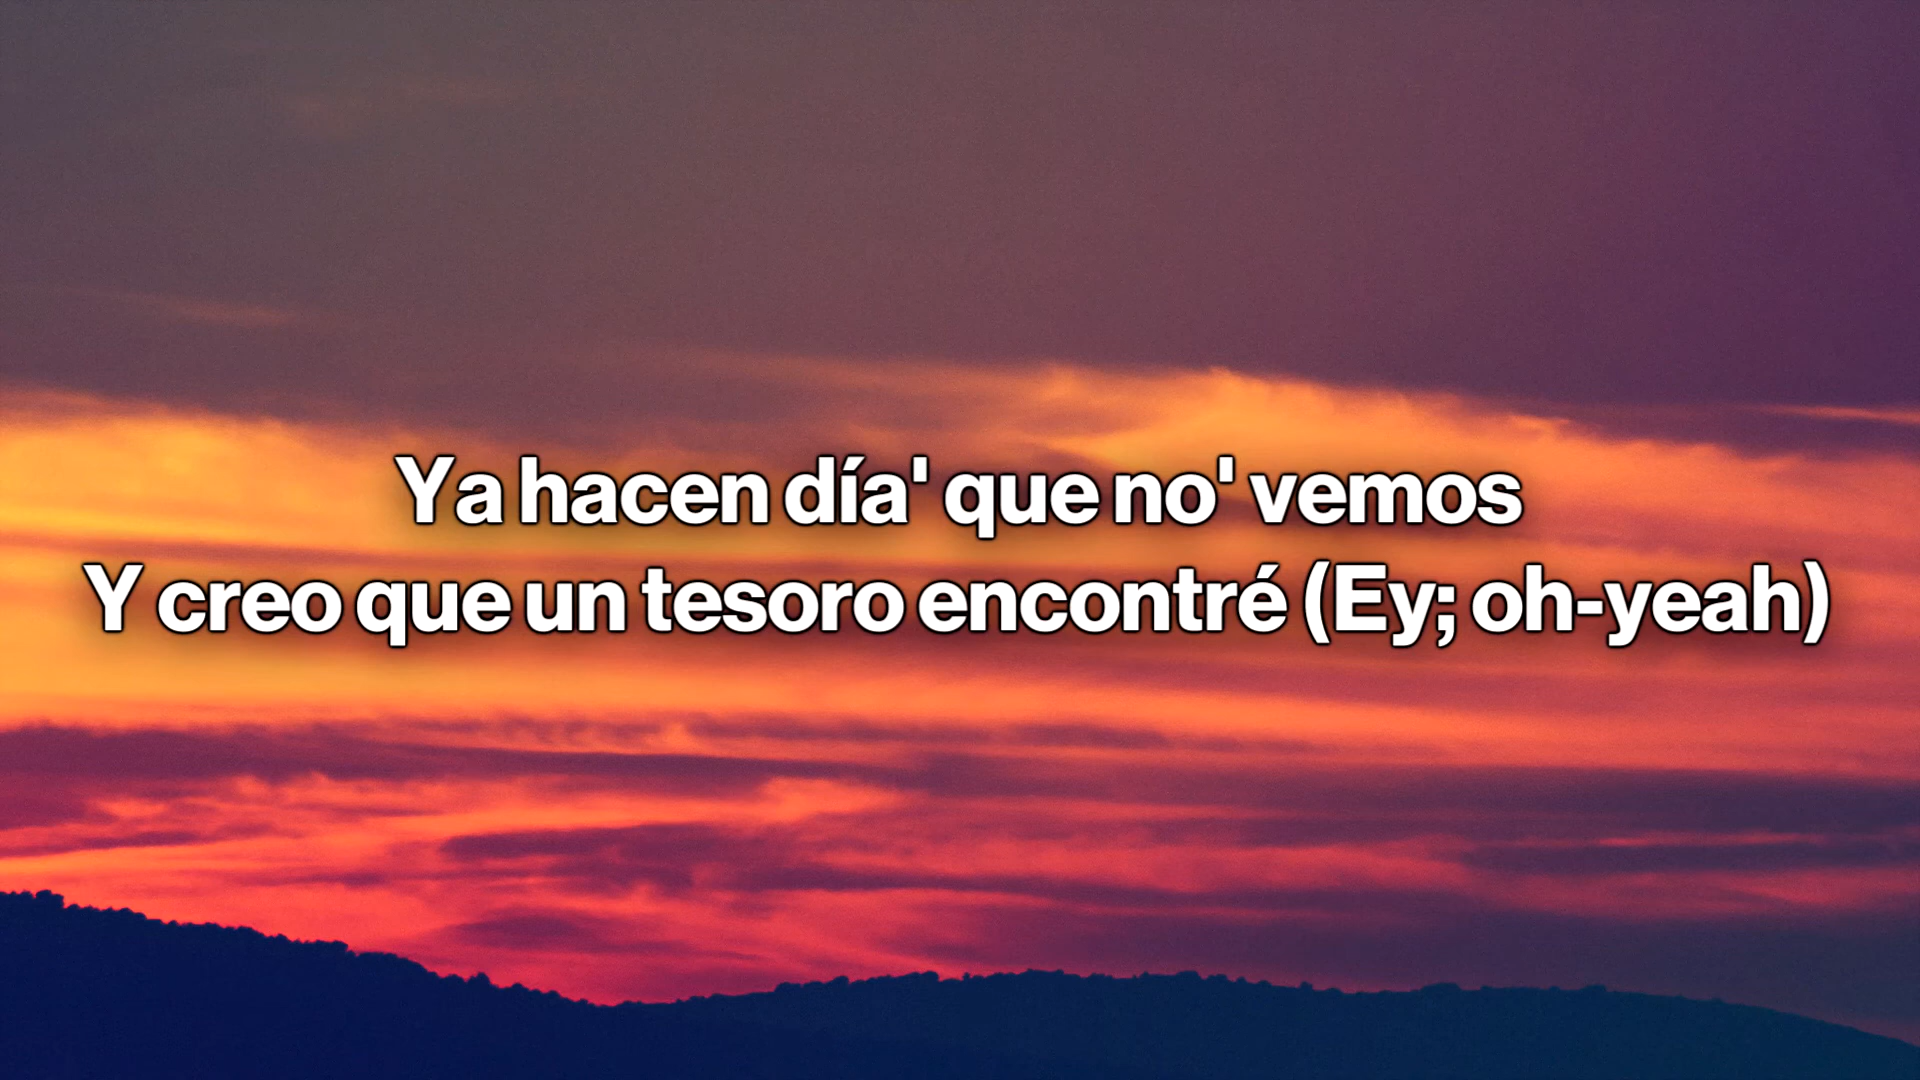 Ya hacen día' que no' vemos
Y creo que un tesoro encontré (Ey; oh-yeah)